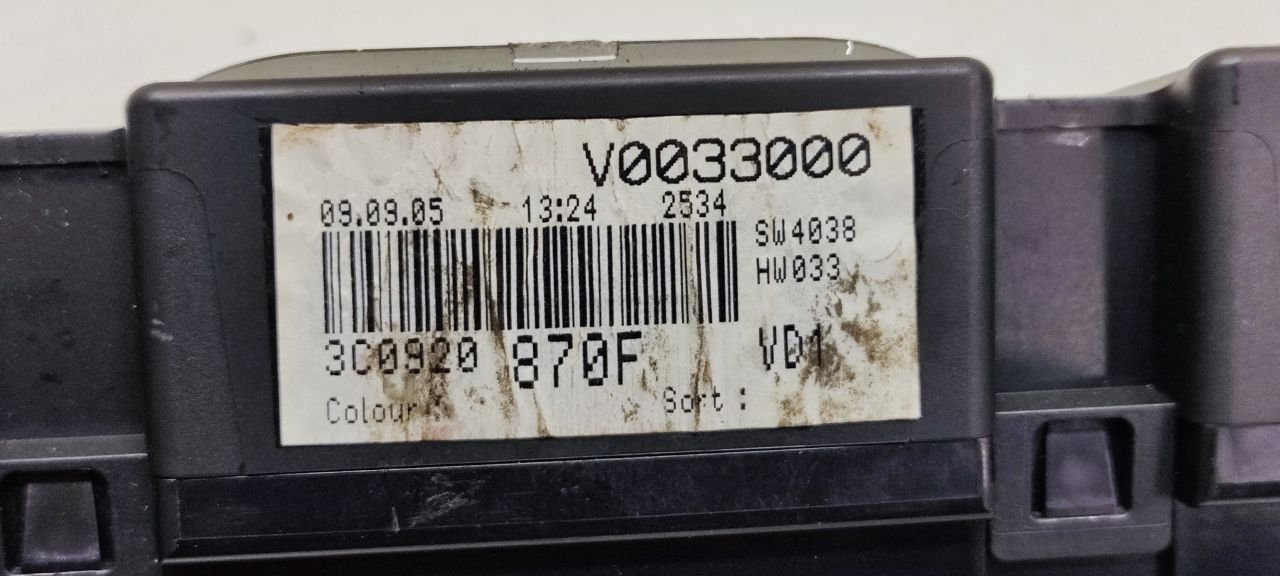 V0033000
09.09.05 13:24 2534
SW4038
HW033
3C0920 870F VD1
Colour : Sort :